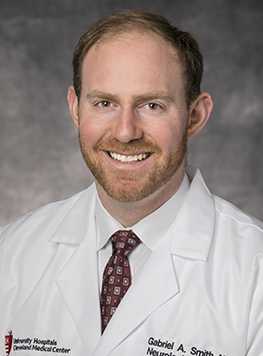 University Hospitals
Cleveland Medical Center
Gabriel A. Smith,